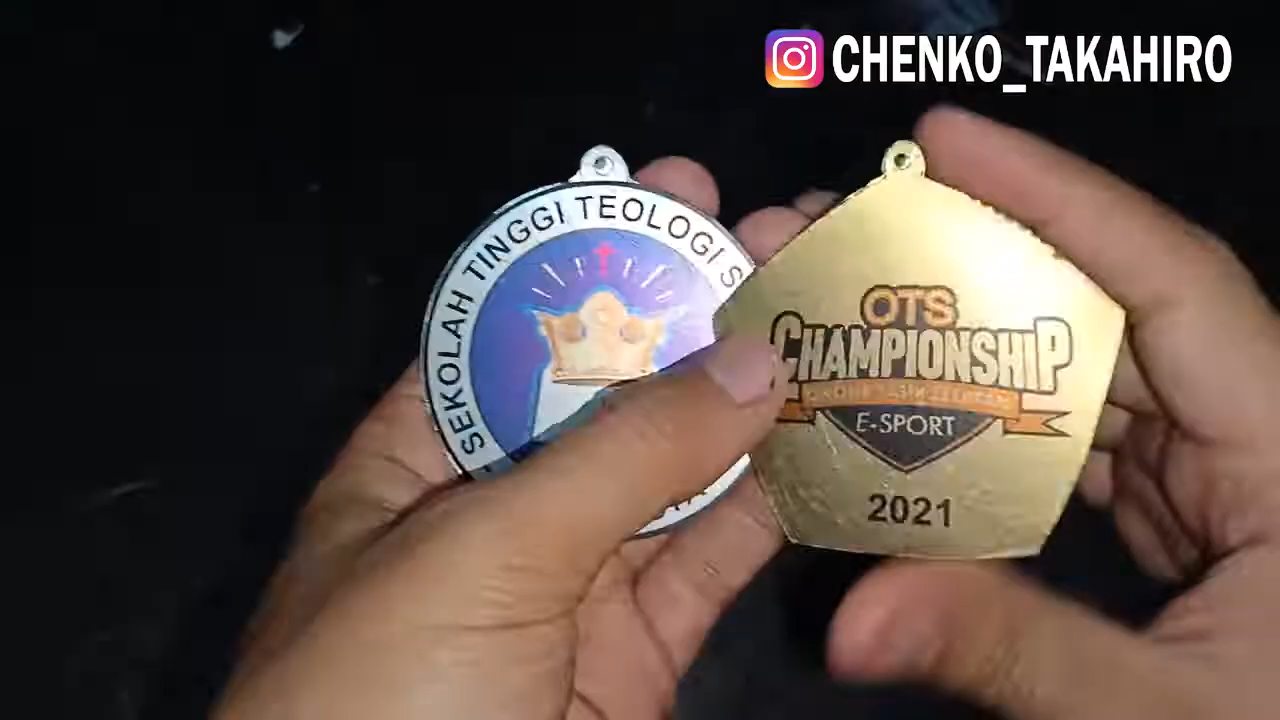 CHENKO_TAKAHIRO
SEKOLAH TINGGI TEOLOGI S
OTS
CHAMPIONSHIP
E-SPORT
2021